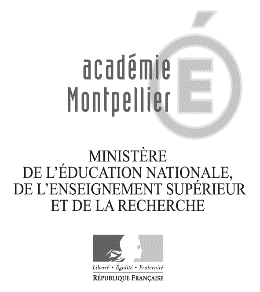 académie
Montpellier
É
MINISTÈRE
DE L'ÉDUCATION NATIONALE,
DE L'ENSEIGNEMENT SUPÉRIEUR
ET DE LA RECHERCHE
Liberté • Égalité • Fraternité
RÉPUBLIQUE FRANÇAISE